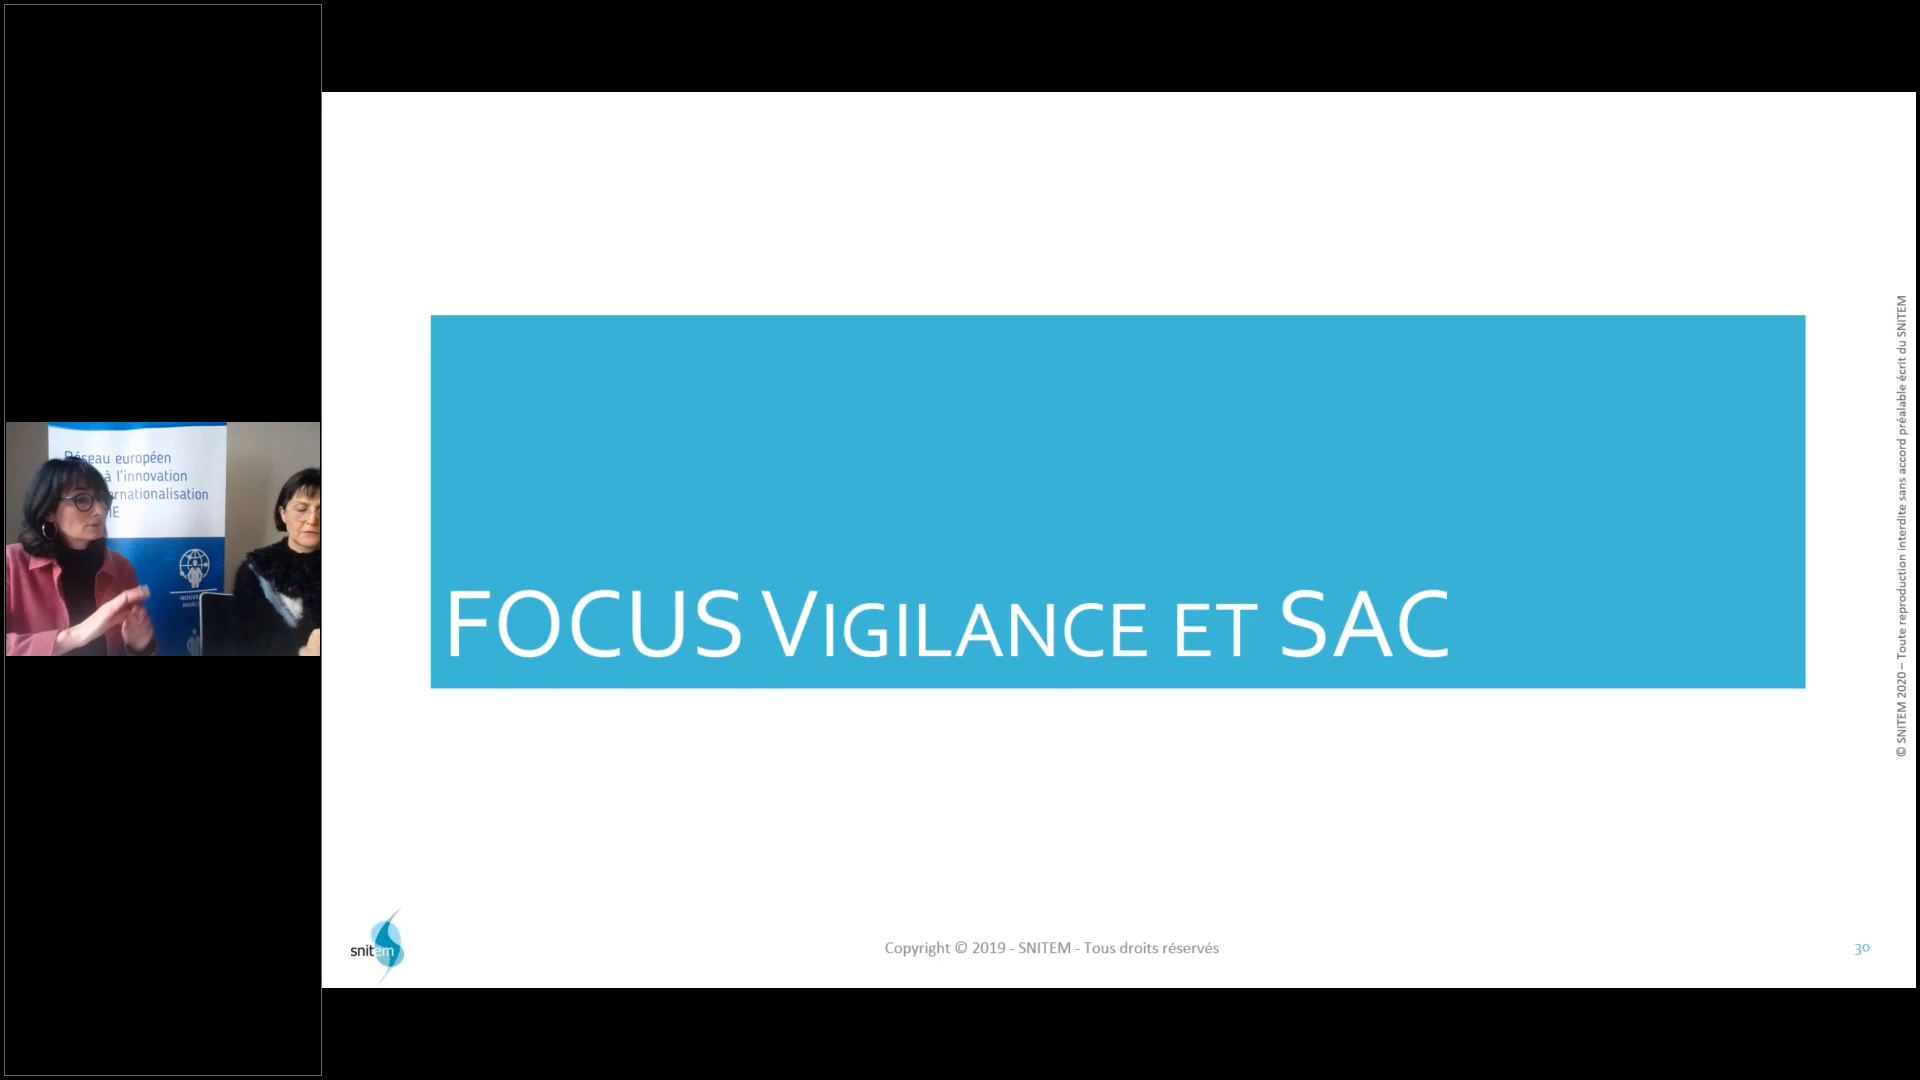 Réseau européen
à l'innovation
IE
FOCUS VIGILANCE ET SAC
© SNITEM 2020 – Toute reproduction interdite sans accord préalable écrit du SNITEM
snitem
Copyright © 2019 - SNITEM - Tous droits réservés
30